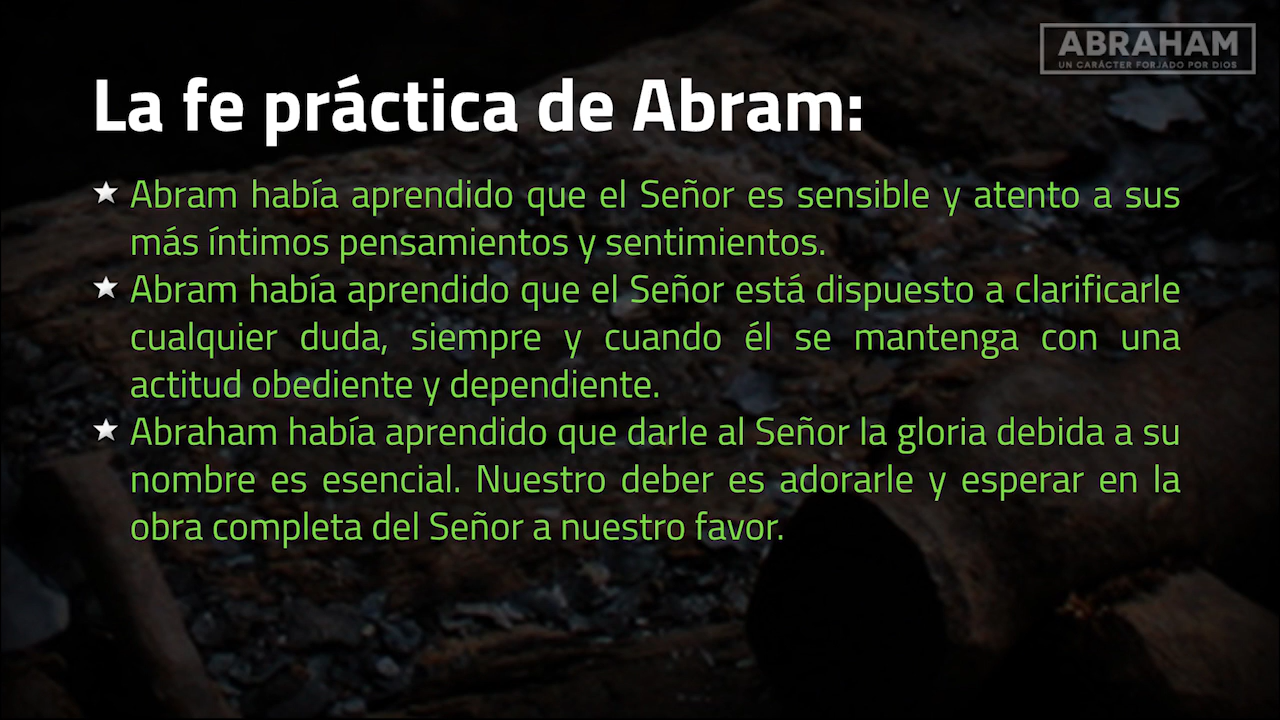 ABRAHAM
UN CARÁCTER FORJADO POR DIOS
La fe práctica de Abram:
Abram había aprendido que el Señor es sensible y atento a sus
más íntimos pensamientos y sentimientos.
Abram había aprendido que el Señor está dispuesto a clarificarle
cualquier duda, siempre y cuando él se mantenga con una
actitud obediente y dependiente.
Abraham había aprendido que darle al Señor la gloria debida a su
nombre es esencial. Nuestro deber es adorarle y esperar en la
obra completa del Señor a nuestro favor.